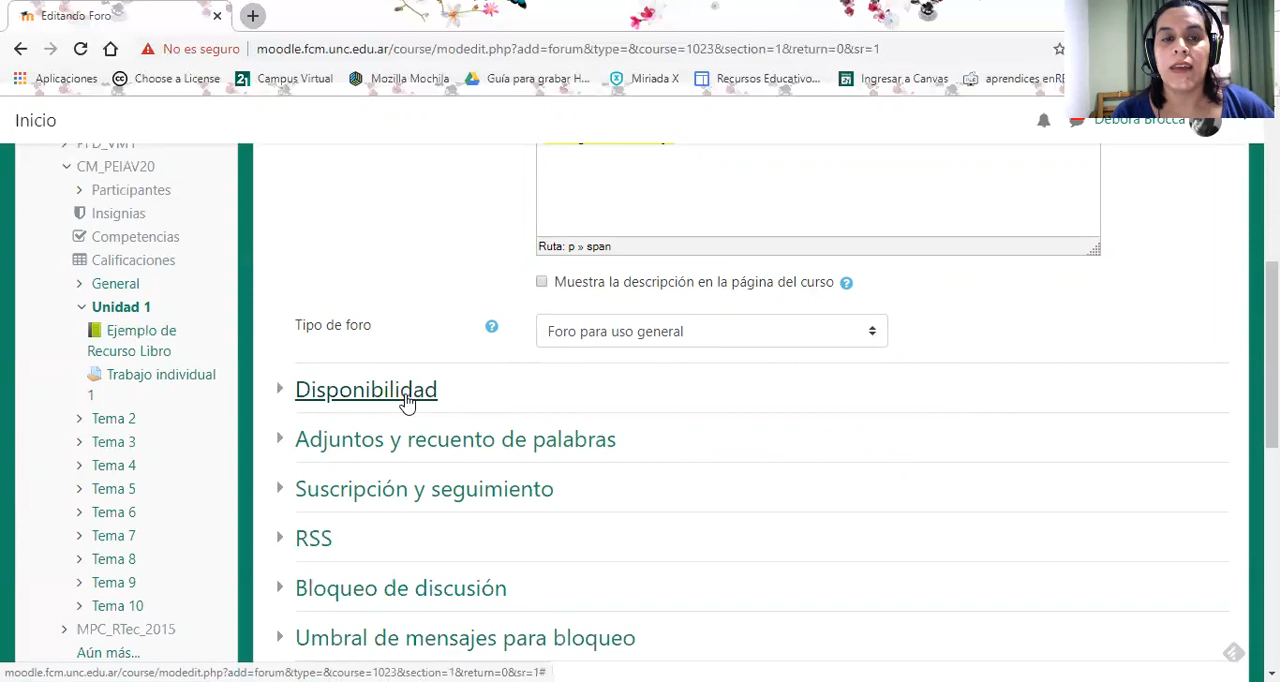 Editando Foro
No es seguro
moodle.fcm.unc.edu.ar/course/modedit.php?add=forum&type=&course=1023&section=1&return=0&sr=1
Aplicaciones
Choose a License
Campus Virtual
Mozilla Mochila
Guía para grabar H...
Miriada X
Recursos Educativo...
Ingresar a Canvas
aprendices enRE
Inicio
Debora Brocca
PFD_VMT
CM_PEIAV20
Participantes
Insignias
Competencias
Calificaciones
General
Unidad 1
Ejemplo de
Recurso Libro
Trabajo individual
1
Tema 2
Tema 3
Tema 4
Tema 5
Tema 6
Tema 7
Tema 8
Tema 9
Tema 10
MPC_RTec_2015
Aún más...
Ruta: p » span
Muestra la descripción en la página del curso
Tipo de foro
Foro para uso general
Disponibilidad
Adjuntos y recuento de palabras
Suscripción y seguimiento
RSS
Bloqueo de discusión
Umbral de mensajes para bloqueo
moodle.fcm.unc.edu.ar/course/modedit.php?add=forum&type=&course=1023&section=1&return=0&sr=1#